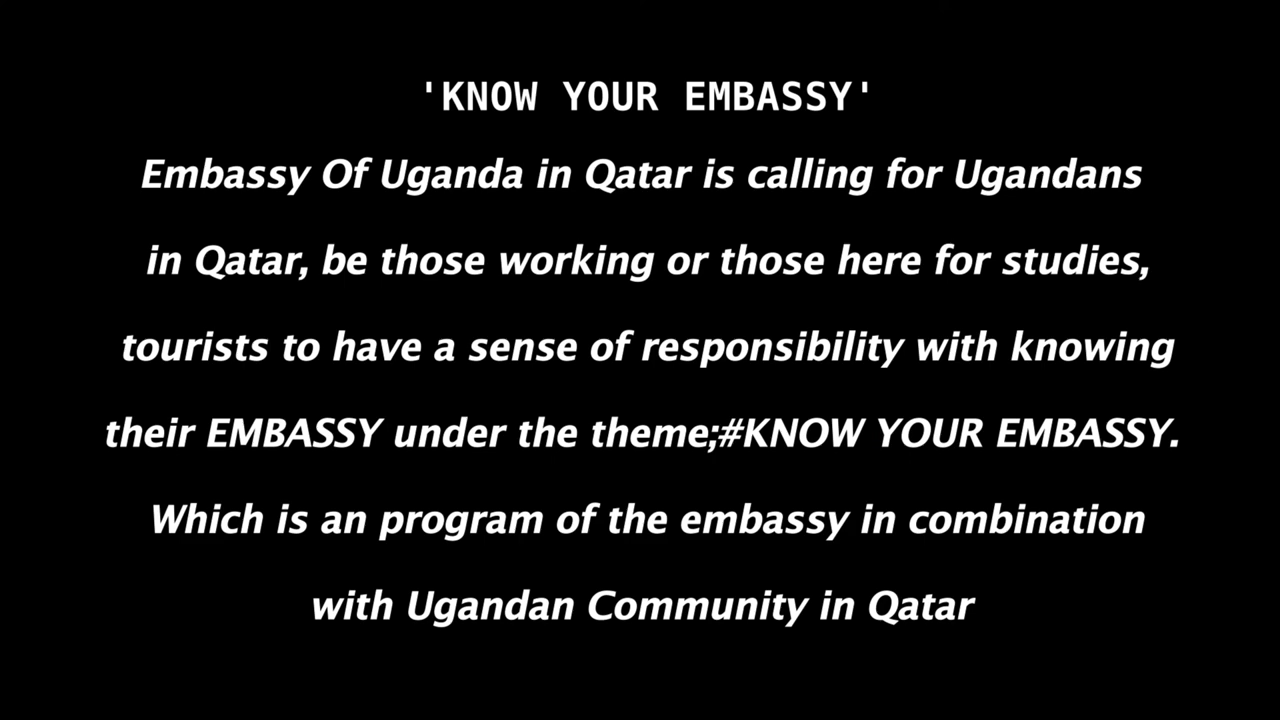 'KNOW YOUR EMBASSY'
Embassy Of Uganda in Qatar is calling for Ugandans
in Qatar, be those working or those here for studies,
tourists to have a sense of responsibility with knowing
their EMBASSY under the theme;#KNOW YOUR EMBASSY.
Which is an program of the embassy in combination
with Ugandan Community in Qatar